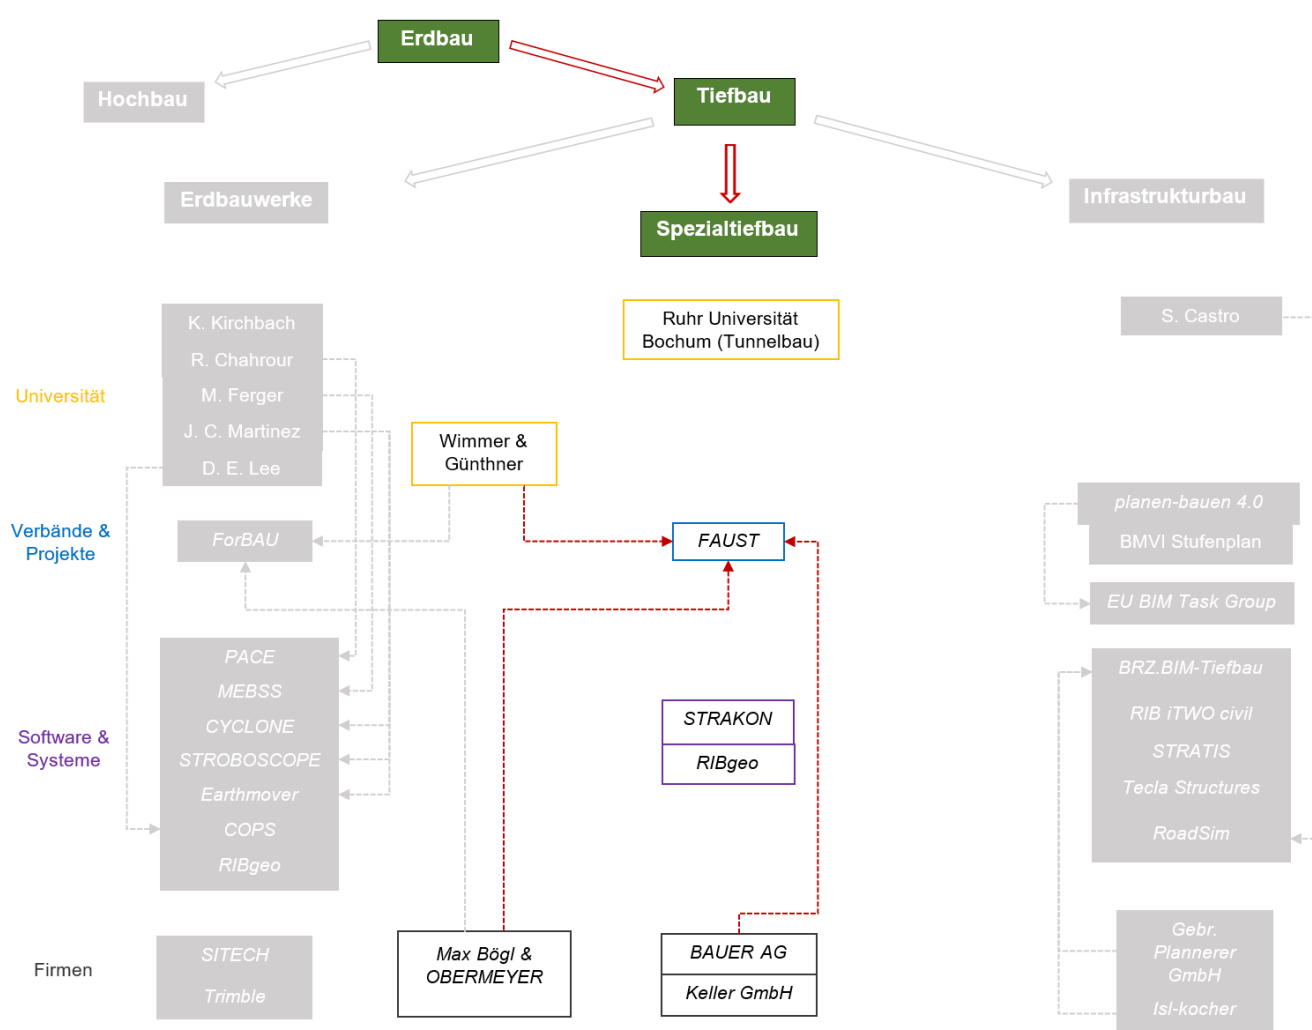 Erdbau
Hochbau
Tiefbau
Erdbauwerke
Infrastrukturbau
Spezialtiefbau
Ruhr Universität
Bochum (Tunnelbau)
Universität
K. Kirchbach
R. Chahrour
M. Ferger
J. C. Martinez
D. E. Lee
Wimmer &
Günthner
S. Castro
Verbände &
Projekte
ForBAU
FAUST
planen-bauen 4.0
BMVI Stufenplan
EU BIM Task Group
Software &
Systeme
PACE
MEBSS
CYCLONE
STROBOSCOPE
Earthmover
COPS
RIBgeo
STRAKON
RIBgeo
BRZ.BIM-Tiefbau
RIB iTWO civil
STRATIS
Tecla Structures
RoadSim
Firmen
SITECH
Trimble
Max Bögl &
OBERMEYER
BAUER AG
Keller GmbH
Gebr.
Plannerer
GmbH
Isl-kocher